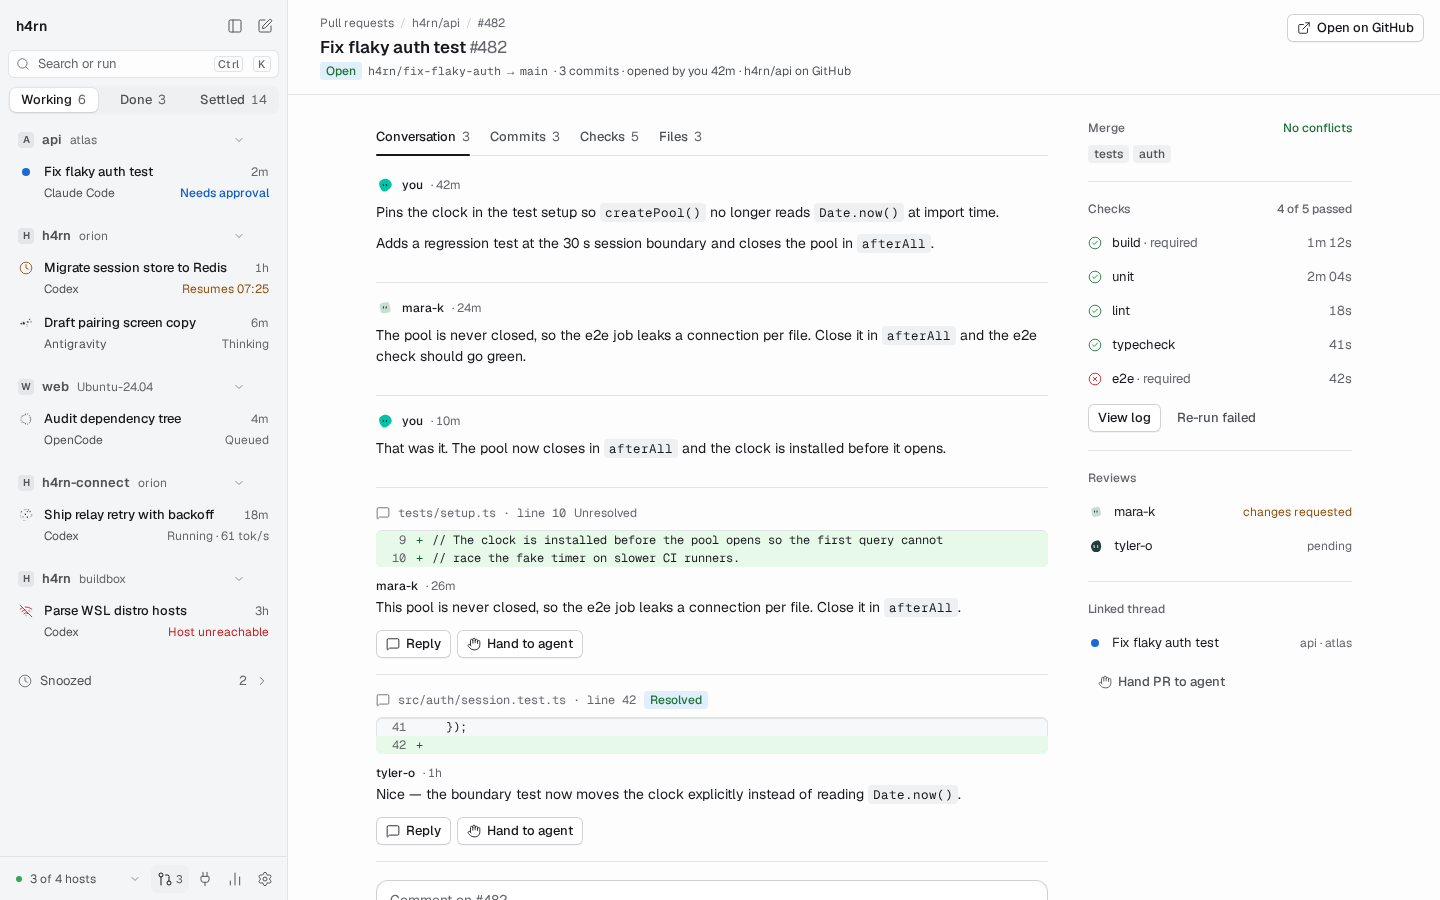 h4rn
Search or run Ctrl K
Working 6 Done 3 Settled 14
A api atlas
Fix flaky auth test 2m
Claude Code Needs approval
H h4rn orion
Migrate session store to Redis 1h
Codex Resumes 07:25
Draft pairing screen copy 6m
Antigravity Thinking
W web Ubuntu-24.04
Audit dependency tree 4m
OpenCode Queued
H h4rn-connect orion
Ship relay retry with backoff 18m
Codex Running · 61 tok/s
H h4rn buildbox
Parse WSL distro hosts 3h
Codex Host unreachable
Snoozed 2
3 of 4 hosts 3
Pull requests / h4rn/api / #482
Fix flaky auth test #482
Open h4rn/fix-flaky-auth → main · 3 commits · opened by you 42m · h4rn/api on GitHub
Open on GitHub
Conversation 3 Commits 3 Checks 5 Files 3
you · 42m
Pins the clock in the test setup so createPool() no longer reads Date.now() at import time.
Adds a regression test at the 30 s session boundary and closes the pool in afterAll.
mara-k · 24m
The pool is never closed, so the e2e job leaks a connection per file. Close it in afterAll and the e2e
check should go green.
you · 10m
That was it. The pool now closes in afterAll and the clock is installed before it opens.
tests/setup.ts · line 10 Unresolved
9 + // The clock is installed before the pool opens so the first query cannot
10 + // race the fake timer on slower CI runners.
mara-k · 26m
This pool is never closed, so the e2e job leaks a connection per file. Close it in afterAll.
Reply Hand to agent
src/auth/session.test.ts · line 42 Resolved
41 });
42 +
tyler-o · 1h
Nice — the boundary test now moves the clock explicitly instead of reading Date.now().
Reply Hand to agent
Comment on #482
Merge No conflicts
tests auth
Checks 4 of 5 passed
build · required 1m 12s
unit 2m 04s
lint 18s
typecheck 41s
e2e · required 42s
View log Re-run failed
Reviews
mara-k changes requested
tyler-o pending
Linked thread
Fix flaky auth test api · atlas
Hand PR to agent